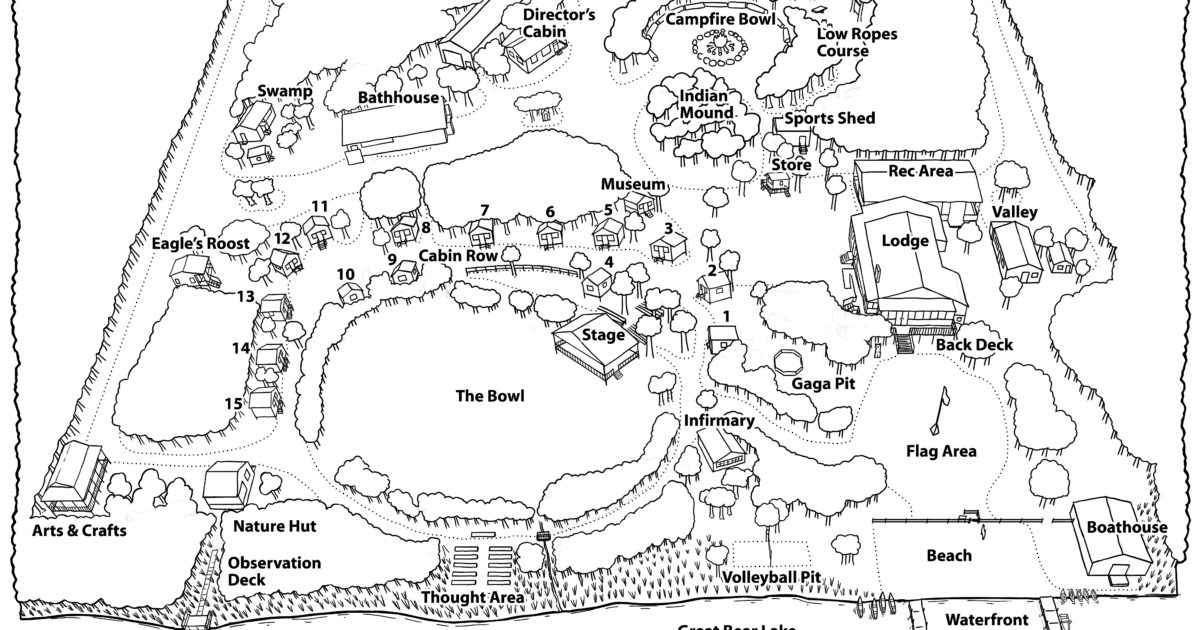 Director's
Cabin
Campfire Bowl
Low Ropes
Course
Swamp
Bathhouse
Indian
Mound
Sports Shed
Store
Rec Area
Museum
Valley
11
7
6
5
8
3
12
Eagle's Roost
Lodge
Cabin Row
9
4
2
10
13
1
Stage
14
Back Deck
Gaga Pit
The Bowl
15
Infirmary
Flag Area
Arts & Crafts
Nature Hut
Boathouse
Observation
Deck
Beach
Volleyball Pit
Thought Area
Waterfront